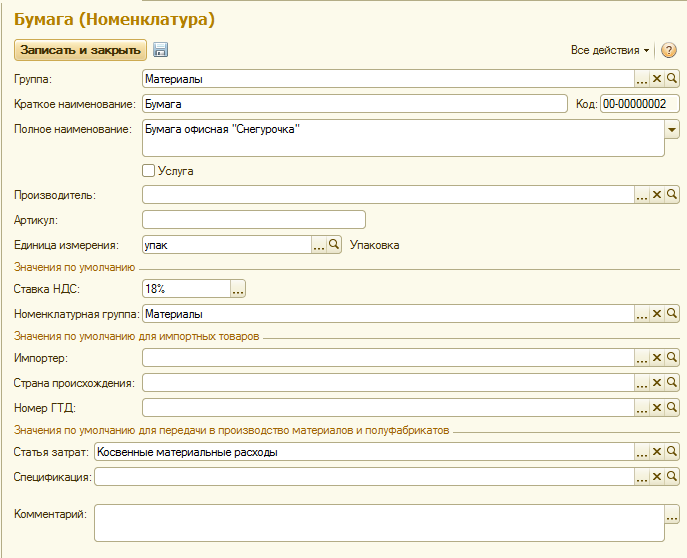 Бумага (Номенклатура)
Записать и закрыть Все действия ?
Группа: Материалы ...
Краткое наименование: Бумага Код: 00-00000002
Полное наименование: Бумага офисная "Снегурочка"
Услуга
Производитель: ...
Артикул:
Единица измерения: упак ... Упаковка
Значения по умолчанию
Ставка НДС: 18% ...
Номенклатурная группа: Материалы ...
Значения по умолчанию для импортных товаров
Импортер: ...
Страна происхождения: ...
Номер ГТД: ...
Значения по умолчанию для передачи в производство материалов и полуфабрикатов
Статья затрат: Косвенные материальные расходы ...
Спецификация: ...
Комментарий: ...